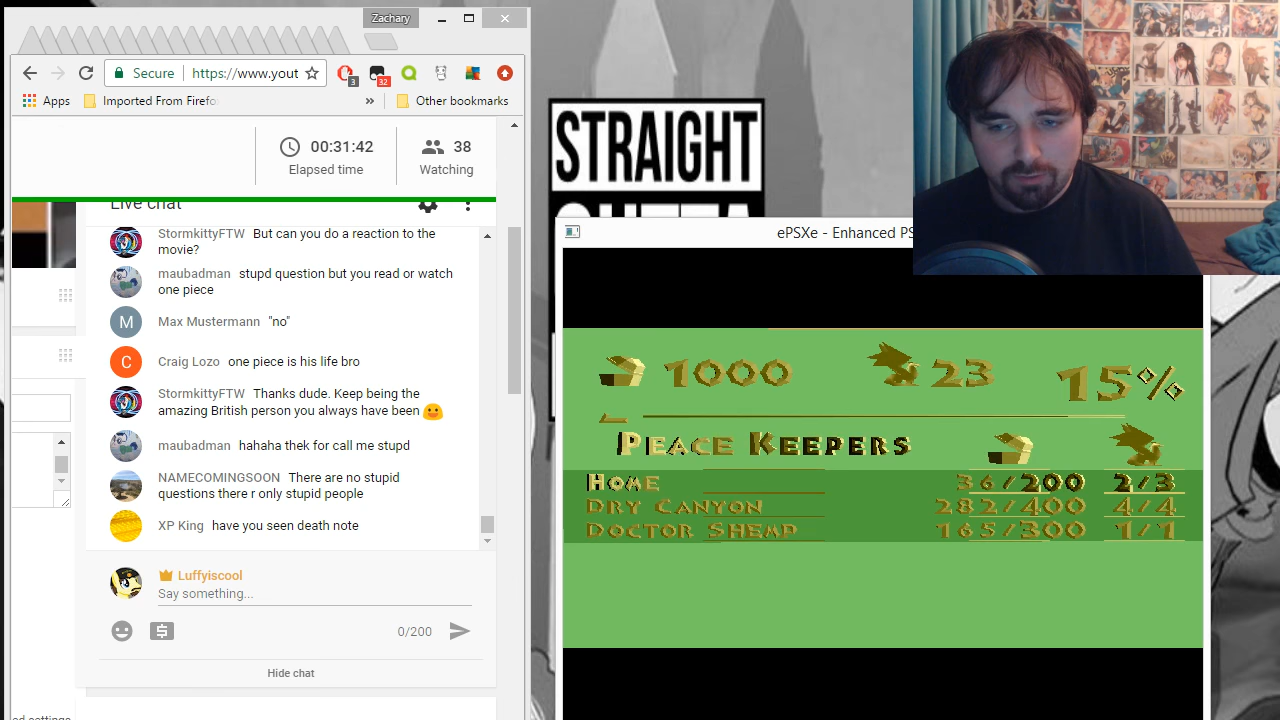 Zachary
Secure
https://www.yout
3
32
Apps
Imported From Firefo
»
Other bookmarks
00:31:42
Elapsed time
38
Watching
Live chat
StormkittyFTW But can you do a reaction to the
movie?
maubadman stupd question but you read or watch
one piece
M
Max Mustermann "no"
C
Craig Lozo one piece is his life bro
StormkittyFTW Thanks dude. Keep being the
amazing British person you always have been
maubadman hahaha thek for call me stupd
NAMECOMINGSOON There are no stupid
questions there r only stupid people
XP King have you seen death note
Luffyiscool
Say something...
0/200
Hide chat
STRAIGHT
ePSXe - Enhanced PS
1000
23
15%
PEACE KEEPERS
HOME 36/200 2/3
DRY CANYON 282/400 4/4
DOCTOR SHEMP 165/300 1/1